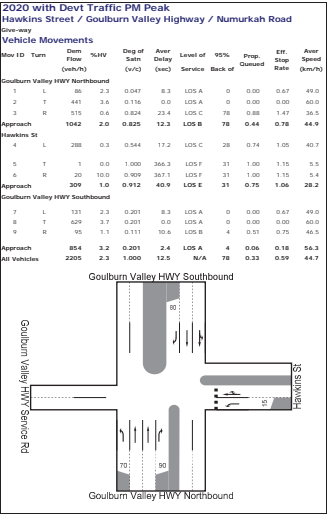 2020 with Devt Traffic PM Peak
Hawkins Street / Goulburn Valley Highway / Numurkah Road
Give-way
Vehicle Movements
Mov ID Turn Dem Flow (veh/h) %HV Deg of Satn (v/c) Aver Delay (sec) Level of Service 95% Back of Prop. Queued Eff. Stop Rate Aver Speed (km/h)
Goulburn Valley HWY Northbound
1 L 86 2.3 0.047 8.3 LOS A 0 0.00 0.67 49.0
2 T 441 3.6 0.116 0.0 LOS A 0 0.00 0.00 60.0
3 R 515 0.6 0.824 23.4 LOS C 78 0.88 1.47 36.5
Approach 1042 2.0 0.825 12.3 LOS B 78 0.44 0.78 44.9
Hawkins St
4 L 288 0.3 0.544 17.2 LOS C 28 0.74 1.05 40.7
5 T 1 0.0 1.000 366.3 LOS F 31 1.00 1.15 5.5
6 R 20 10.0 0.909 367.1 LOS F 31 1.00 1.15 5.4
Approach 309 1.0 0.912 40.9 LOS E 31 0.75 1.06 28.2
Goulburn Valley HWY Southbound
7 L 131 2.3 0.201 8.3 LOS A 0 0.00 0.67 49.0
8 T 629 3.7 0.201 0.0 LOS A 0 0.00 0.00 60.0
9 R 95 1.1 0.111 10.6 LOS B 4 0.51 0.75 46.5
Approach 854 3.2 0.201 2.4 LOS A 4 0.06 0.18 56.3
All Vehicles 2205 2.3 1.000 12.5 N/A 78 0.33 0.59 44.7
Goulburn Valley HWY Southbound
80
Goulburn Valley HWY Service Rd
Hawkins St
15
70 90
Goulburn Valley HWY Northbound